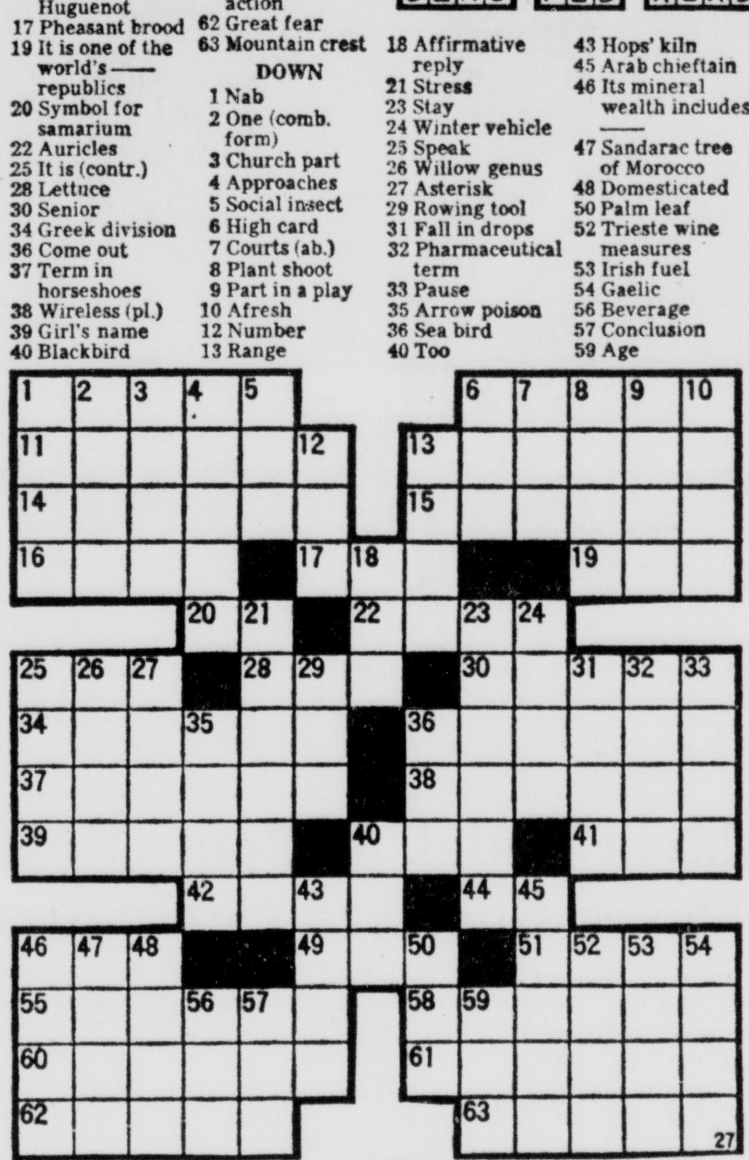 Huguenot
17 Pheasant brood
19 It is one of the
world's ——
republics
20 Symbol for
samarium
22 Auricles
25 It is (contr.)
28 Lettuce
30 Senior
34 Greek division
36 Come out
37 Term in
horseshoes
38 Wireless (pl.)
39 Girl's name
40 Blackbird
action
62 Great fear
63 Mountain crest
DOWN
1 Nab
2 One (comb.
form)
3 Church part
4 Approaches
5 Social insect
6 High card
7 Courts (ab.)
8 Plant shoot
9 Part in a play
10 Afresh
12 Number
13 Range
18 Affirmative
reply
21 Stress
23 Stay
24 Winter vehicle
25 Speak
26 Willow genus
27 Asterisk
29 Rowing tool
31 Fall in drops
32 Pharmaceutical
term
33 Pause
35 Arrow poison
36 Sea bird
40 Too
43 Hops' kiln
45 Arab chieftain
46 Its mineral
wealth includes
——
47 Sandarac tree
of Morocco
48 Domesticated
50 Palm leaf
52 Trieste wine
measures
53 Irish fuel
54 Gaelic
56 Beverage
57 Conclusion
59 Age
1 2 3 4 5 6 7 8 9 10
11 12 13
14 15
16 17 18 19
20 21 22 23 24
25 26 27 28 29 30 31 32 33
34 35 36
37 38
39 40 41
42 43 44 45
46 47 48 49 50 51 52 53 54
55 56 57 58 59
60 61
62 63
27